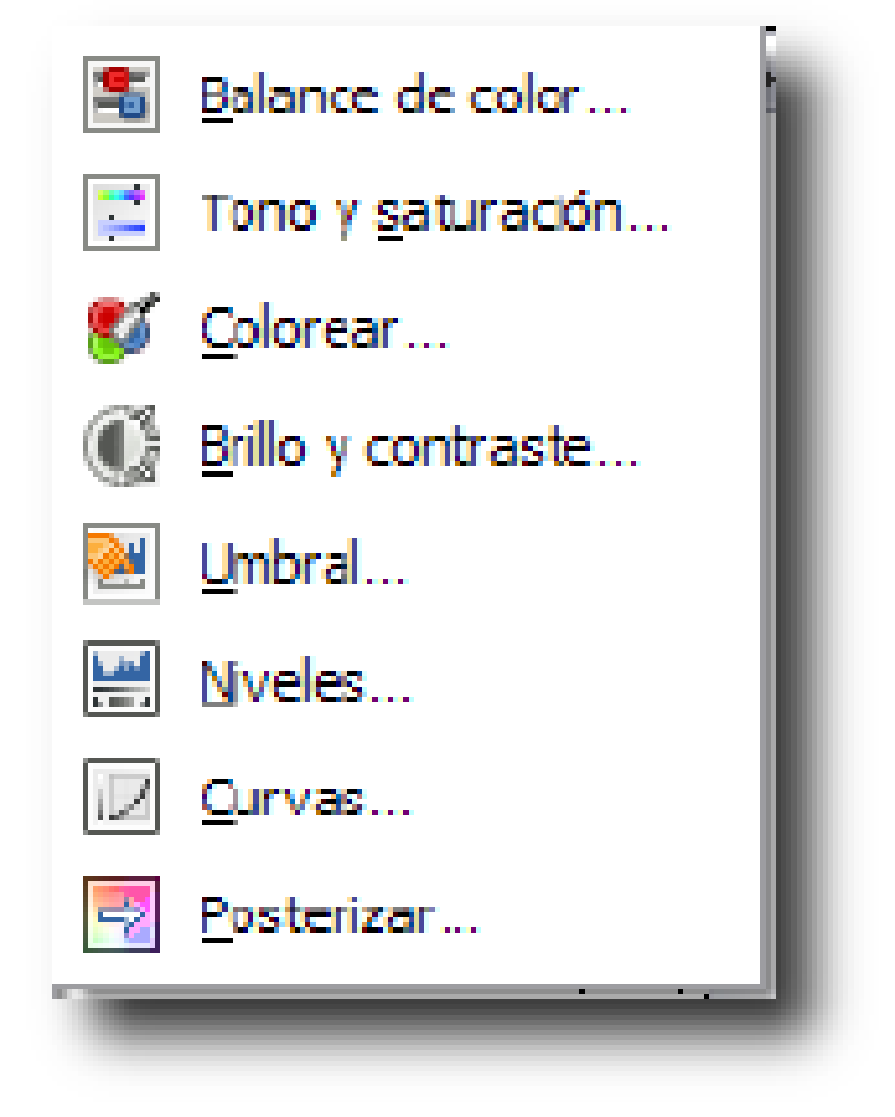 Balance de color...
Tono y saturación...
Colorear...
Brillo y contraste...
Umbral...
Niveles...
Curvas...
Posterizar...